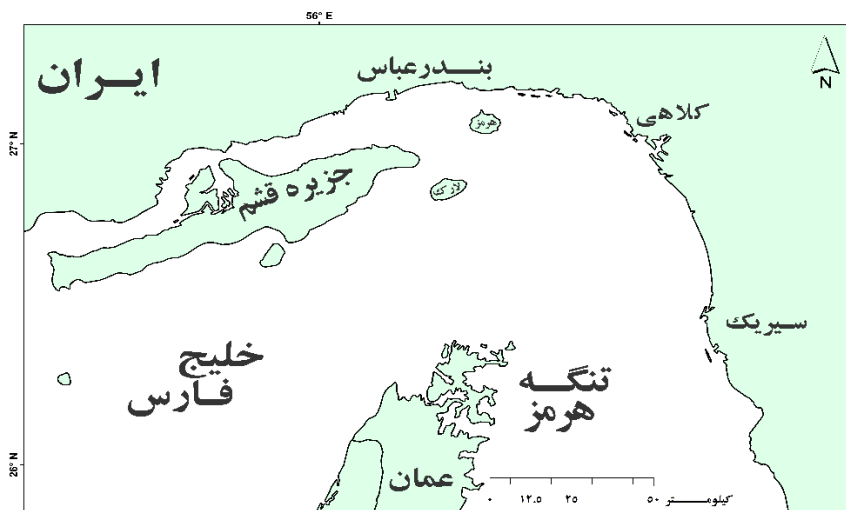 56° E
ایران
بندرعباس
N
کلاهی
هرمز
27° N
جزیره قشم
لارک
سیریک
خلیج
فارس
تنگه
هرمز
26° N
عمان
۰ ۱۲.۵ ۲۵ ۵۰ کیلومتر